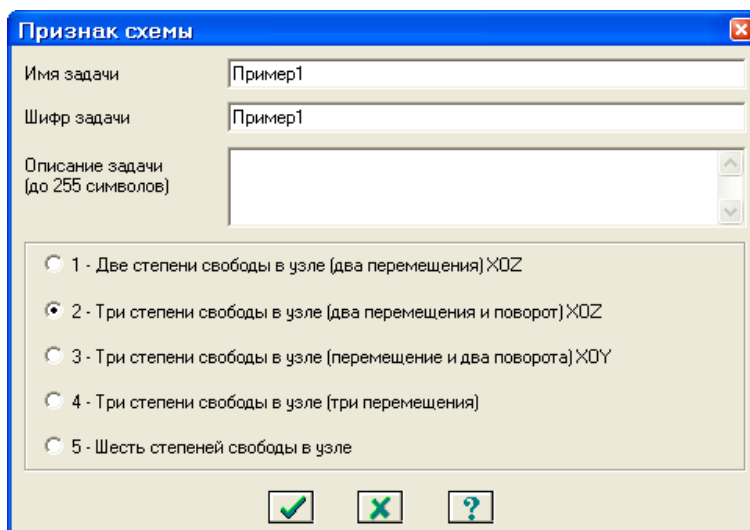 Признак схемы
Имя задачи
Пример1
Шифр задачи
Пример1
Описание задачи
(до 255 символов)
1 - Две степени свободы в узле (два перемещения) XOZ
2 - Три степени свободы в узле (два перемещения и поворот) XOZ
3 - Три степени свободы в узле (перемещение и два поворота) XOY
4 - Три степени свободы в узле (три перемещения)
5 - Шесть степеней свободы в узле
?